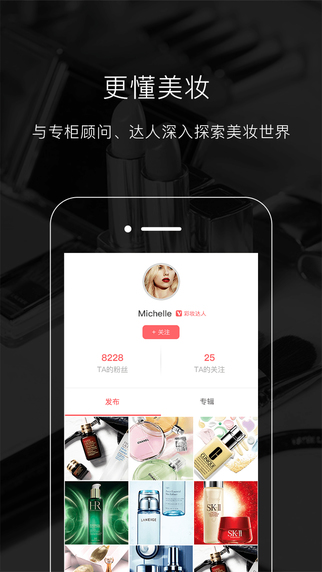 更懂美妆
与专柜顾问、达人深入探索美妆世界
Michelle V 彩妆达人
+ 关注
8228 25
TA的粉丝 TA的关注
发布 专辑
CHANEL
CLINIQUE
HR
LANEIGE
SK-II